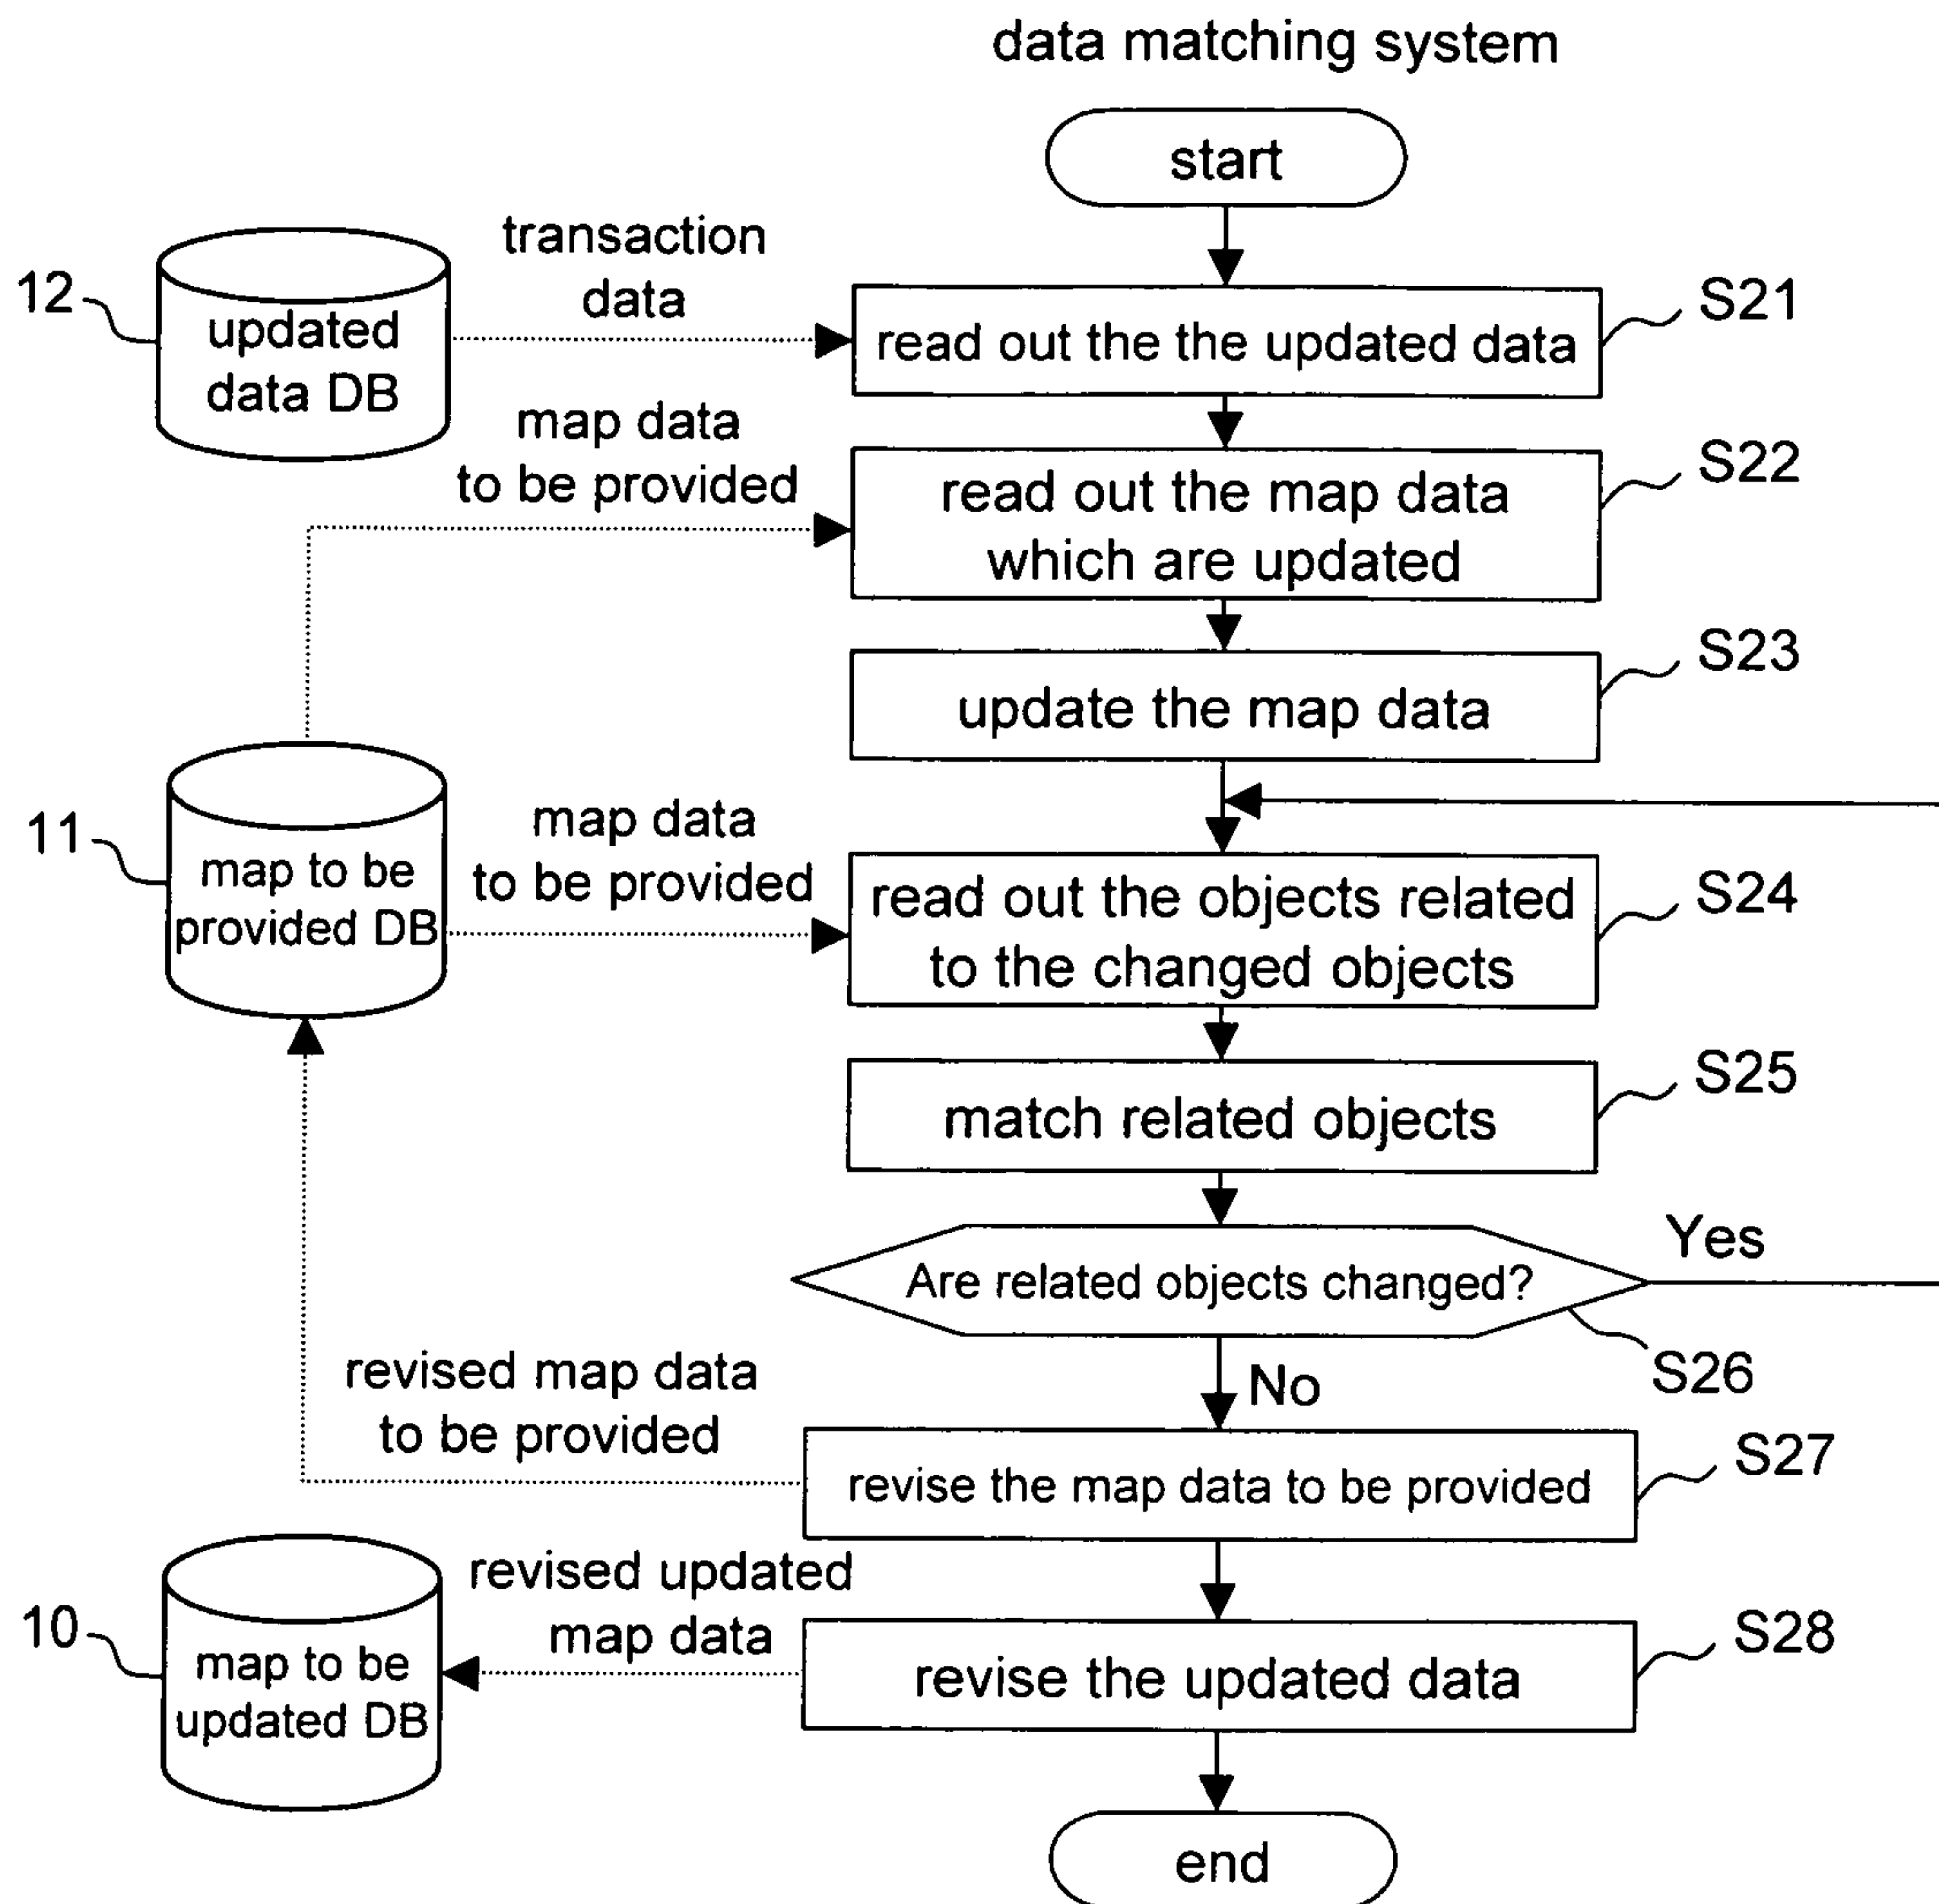 data matching system
start
transaction
data
12
updated
data DB
read out the the updated data
S21
map data
to be provided
read out the map data
which are updated
S22
update the map data
S23
11
map to be
provided DB
map data
to be provided
read out the objects related
to the changed objects
S24
match related objects
S25
Are related objects changed?
Yes
S26
No
revised map data
to be provided
revise the map data to be provided
S27
10
map to be
updated DB
revised updated
map data
revise the updated data
S28
end